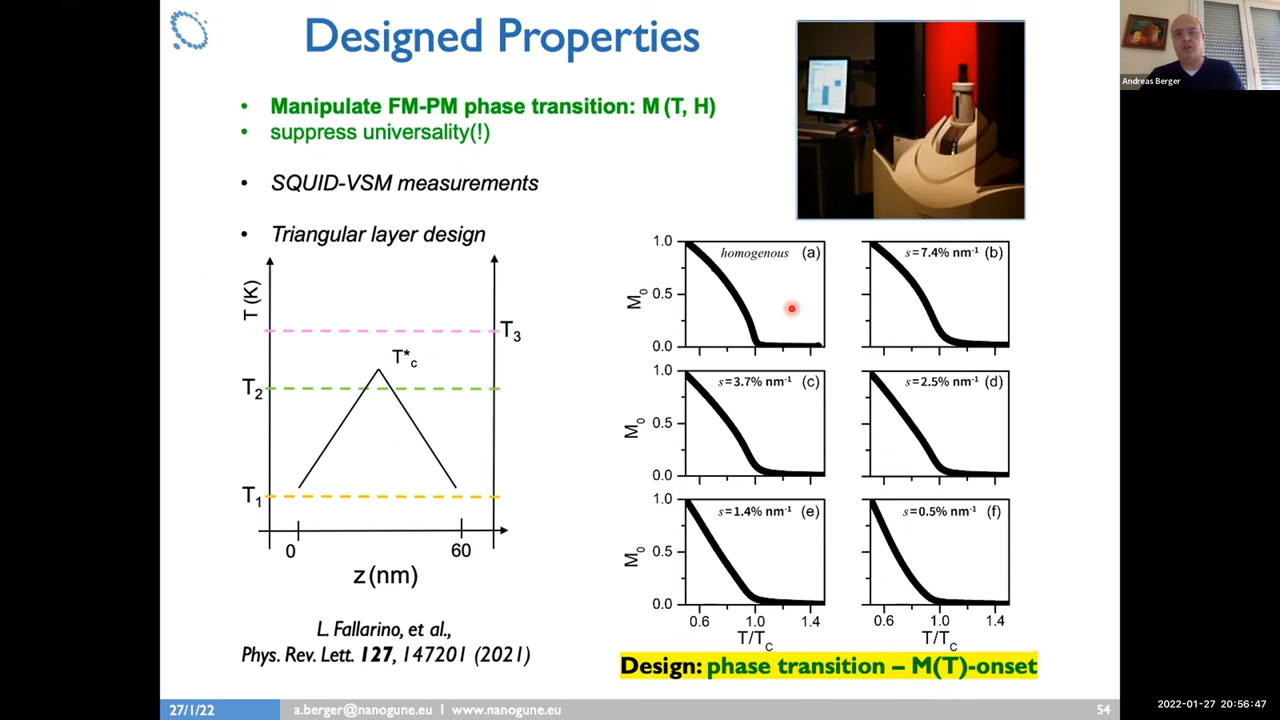 Designed Properties
• Manipulate FM-PM phase transition: M (T, H)
• suppress universality(!)
• SQUID-VSM measurements
• Triangular layer design
T (K)
T3
T*c
T2
T1
0
60
z (nm)
L. Fallarino, et al.,
Phys. Rev. Lett. 127, 147201 (2021)
1.0
homogenous (a)
s=7.4% nm-1 (b)
M0
0.5
0.0
1.0
s=3.7% nm-1 (c)
s=2.5% nm-1 (d)
M0
0.5
0.0
1.0
s=1.4% nm-1 (e)
s=0.5% nm-1 (f)
M0
0.5
0.0
0.6 1.0 1.4
0.6 1.0 1.4
T/TC
T/TC
Design: phase transition – M(T)-onset
27/1/22
a.berger@nanogune.eu | www.nanogune.eu
54
Andreas Berger
2022-01-27 20:56:47